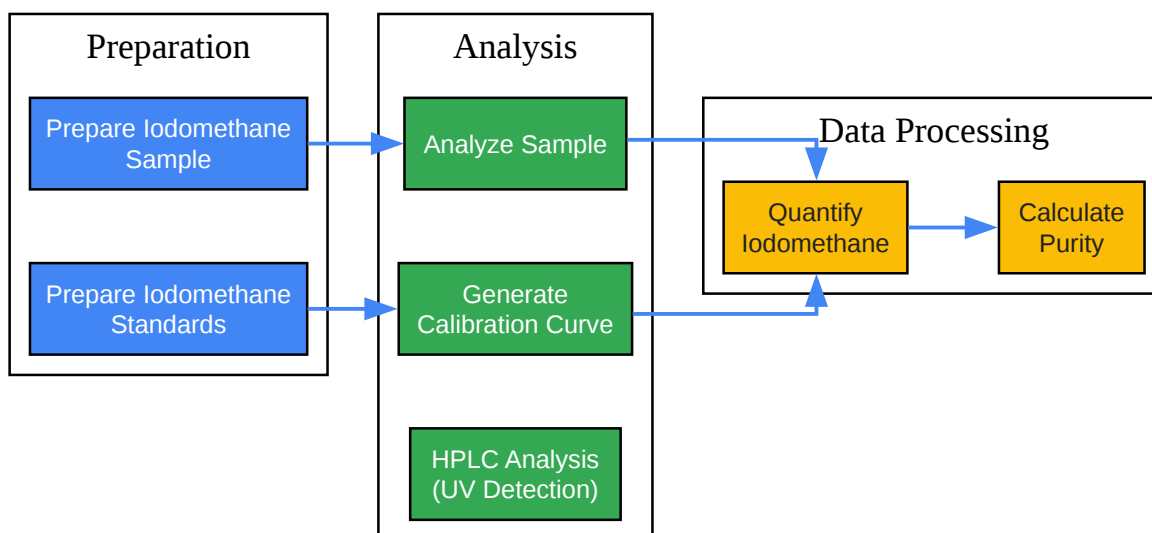 Preparation
Prepare Iodomethane
Sample
Prepare Iodomethane
Standards
Analysis
Analyze Sample
Generate
Calibration Curve
HPLC Analysis
(UV Detection)
Data Processing
Quantify
Iodomethane
Calculate
Purity